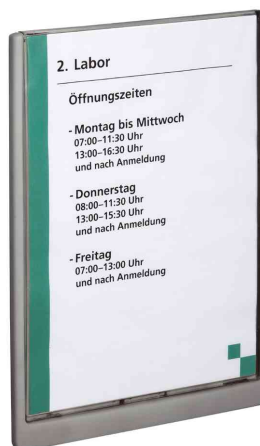 2. Labor
Öffnungszeiten
- Montag bis Mittwoch
07:00–11:30 Uhr
13:00–16:30 Uhr
und nach Anmeldung
- Donnerstag
08:00–11:30 Uhr
13:00–15:30 Uhr
und nach Anmeldung
- Freitag
07:00–13:00 Uhr
und nach Anmeldung